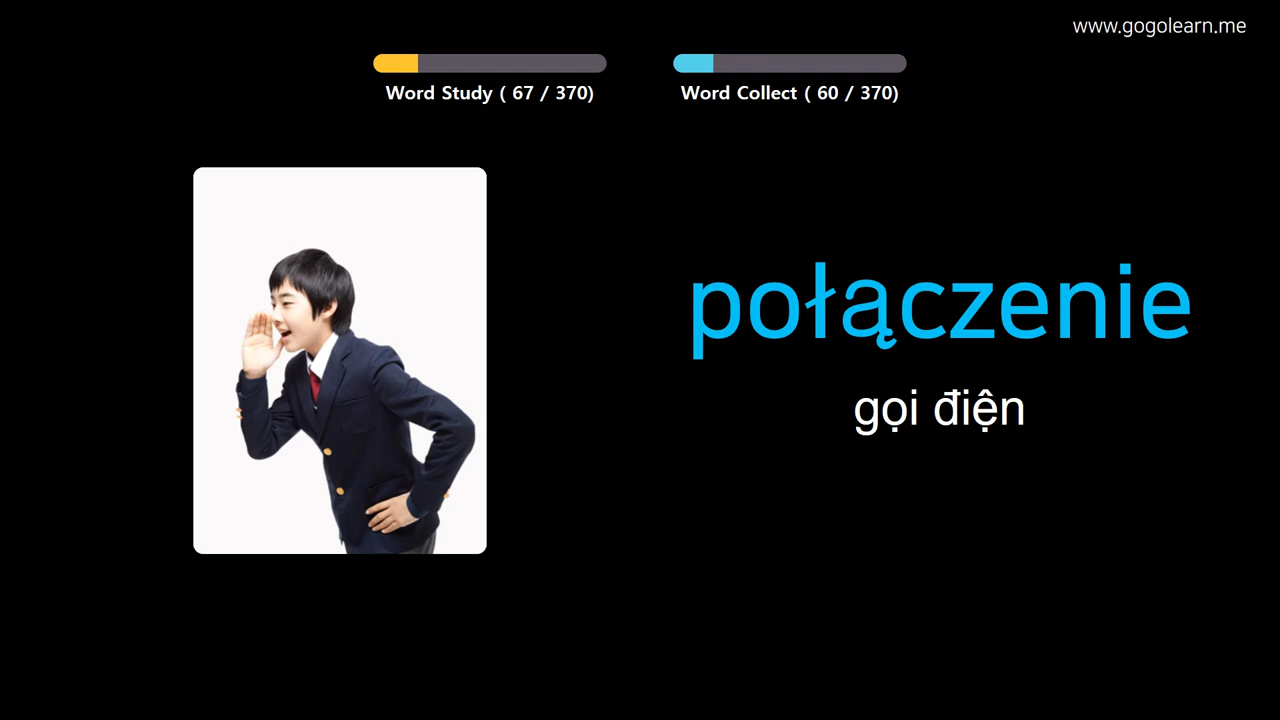 www.gogolearn.me
Word Study ( 67 / 370)
Word Collect ( 60 / 370)
połączenie
gọi điện